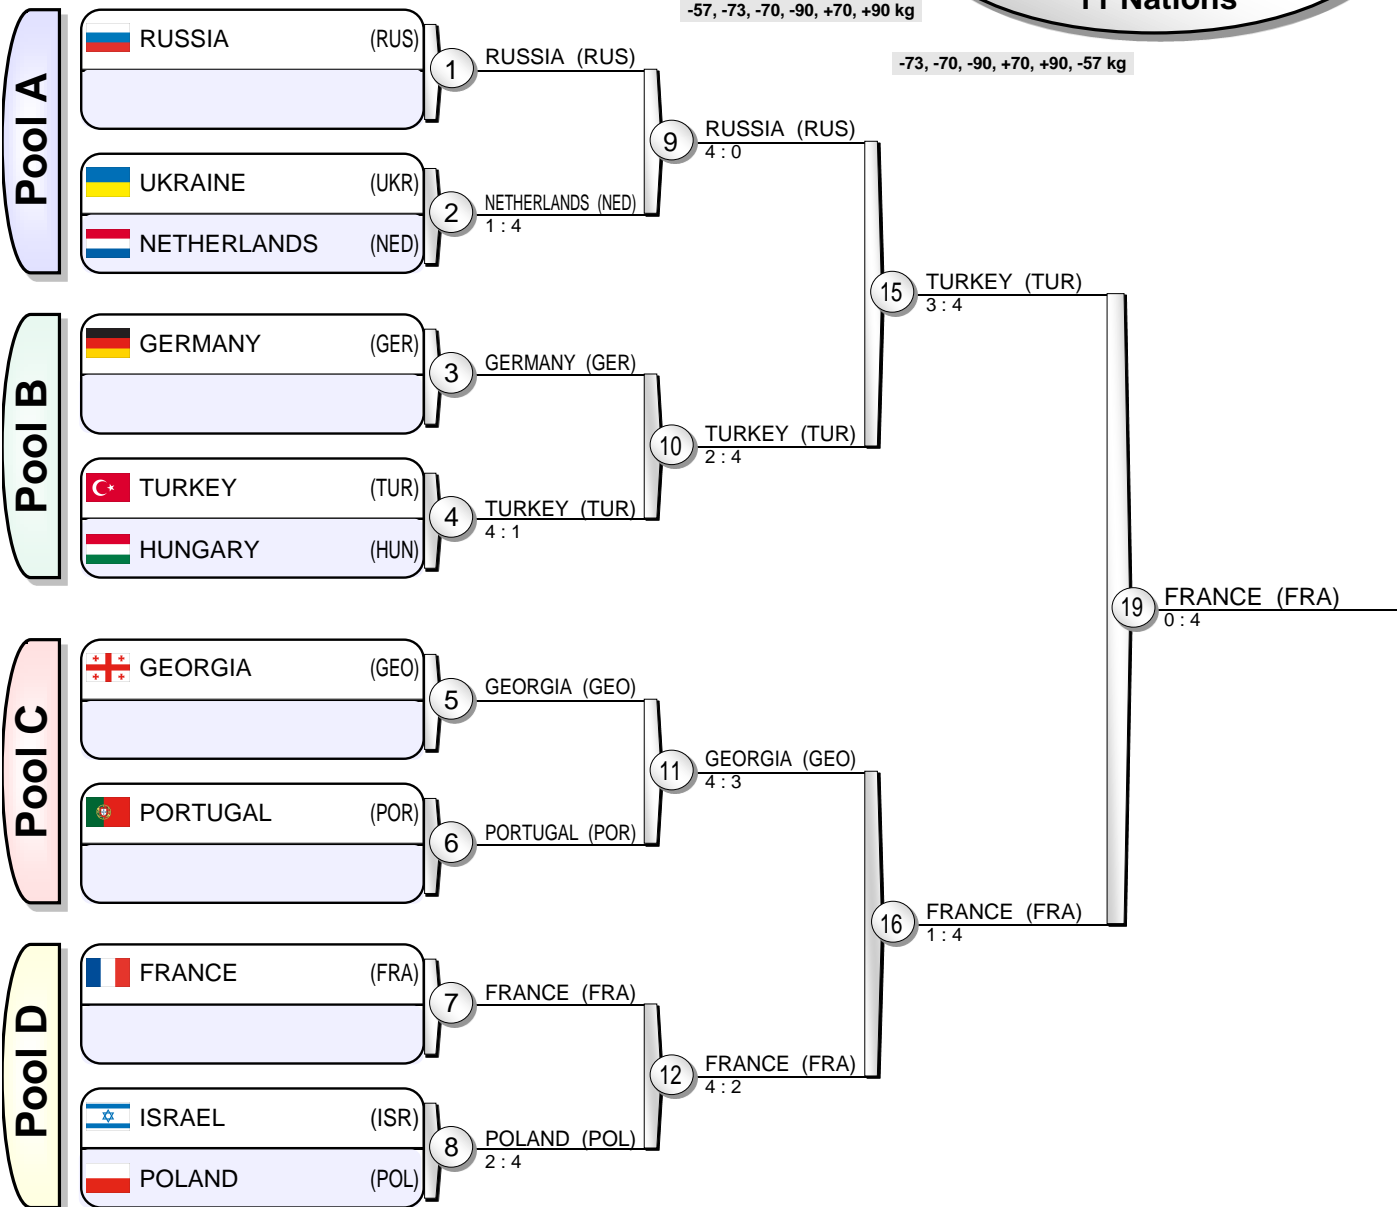 -57, -73, -70, -90, +70, +90 kg
11 Nations
-73, -70, -90, +70, +90, -57 kg
Pool A
RUSSIA (RUS)
1
RUSSIA (RUS)
UKRAINE (UKR)
NETHERLANDS (NED)
2
NETHERLANDS (NED)
1 : 4
9
RUSSIA (RUS)
4 : 0
Pool B
GERMANY (GER)
3
GERMANY (GER)
TURKEY (TUR)
HUNGARY (HUN)
4
TURKEY (TUR)
4 : 1
10
TURKEY (TUR)
2 : 4
15
TURKEY (TUR)
3 : 4
Pool C
GEORGIA (GEO)
5
GEORGIA (GEO)
PORTUGAL (POR)
6
PORTUGAL (POR)
11
GEORGIA (GEO)
4 : 3
Pool D
FRANCE (FRA)
7
FRANCE (FRA)
ISRAEL (ISR)
POLAND (POL)
8
POLAND (POL)
2 : 4
12
FRANCE (FRA)
4 : 2
16
FRANCE (FRA)
1 : 4
19
FRANCE (FRA)
0 : 4